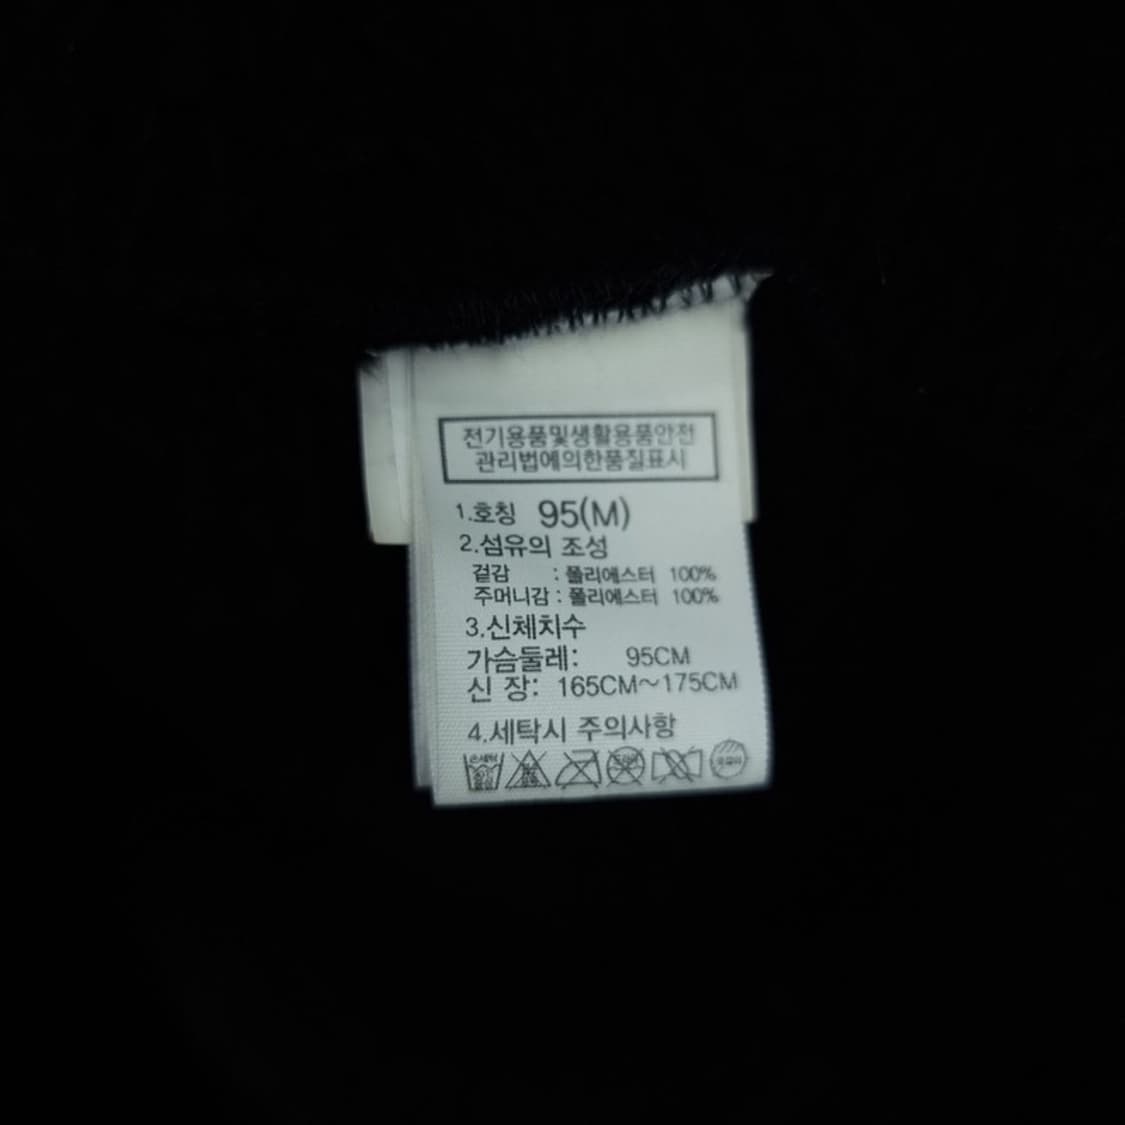 전기용품및생활용품안전
관리법에의한품질표시
1.호칭 95(M)
2.섬유의 조성
겉감 : 폴리에스터 100%
주머니감 : 폴리에스터 100%
3.신체치수
가슴둘레: 95CM
신 장: 165CM~175CM
4.세탁시 주의사항
손세탁